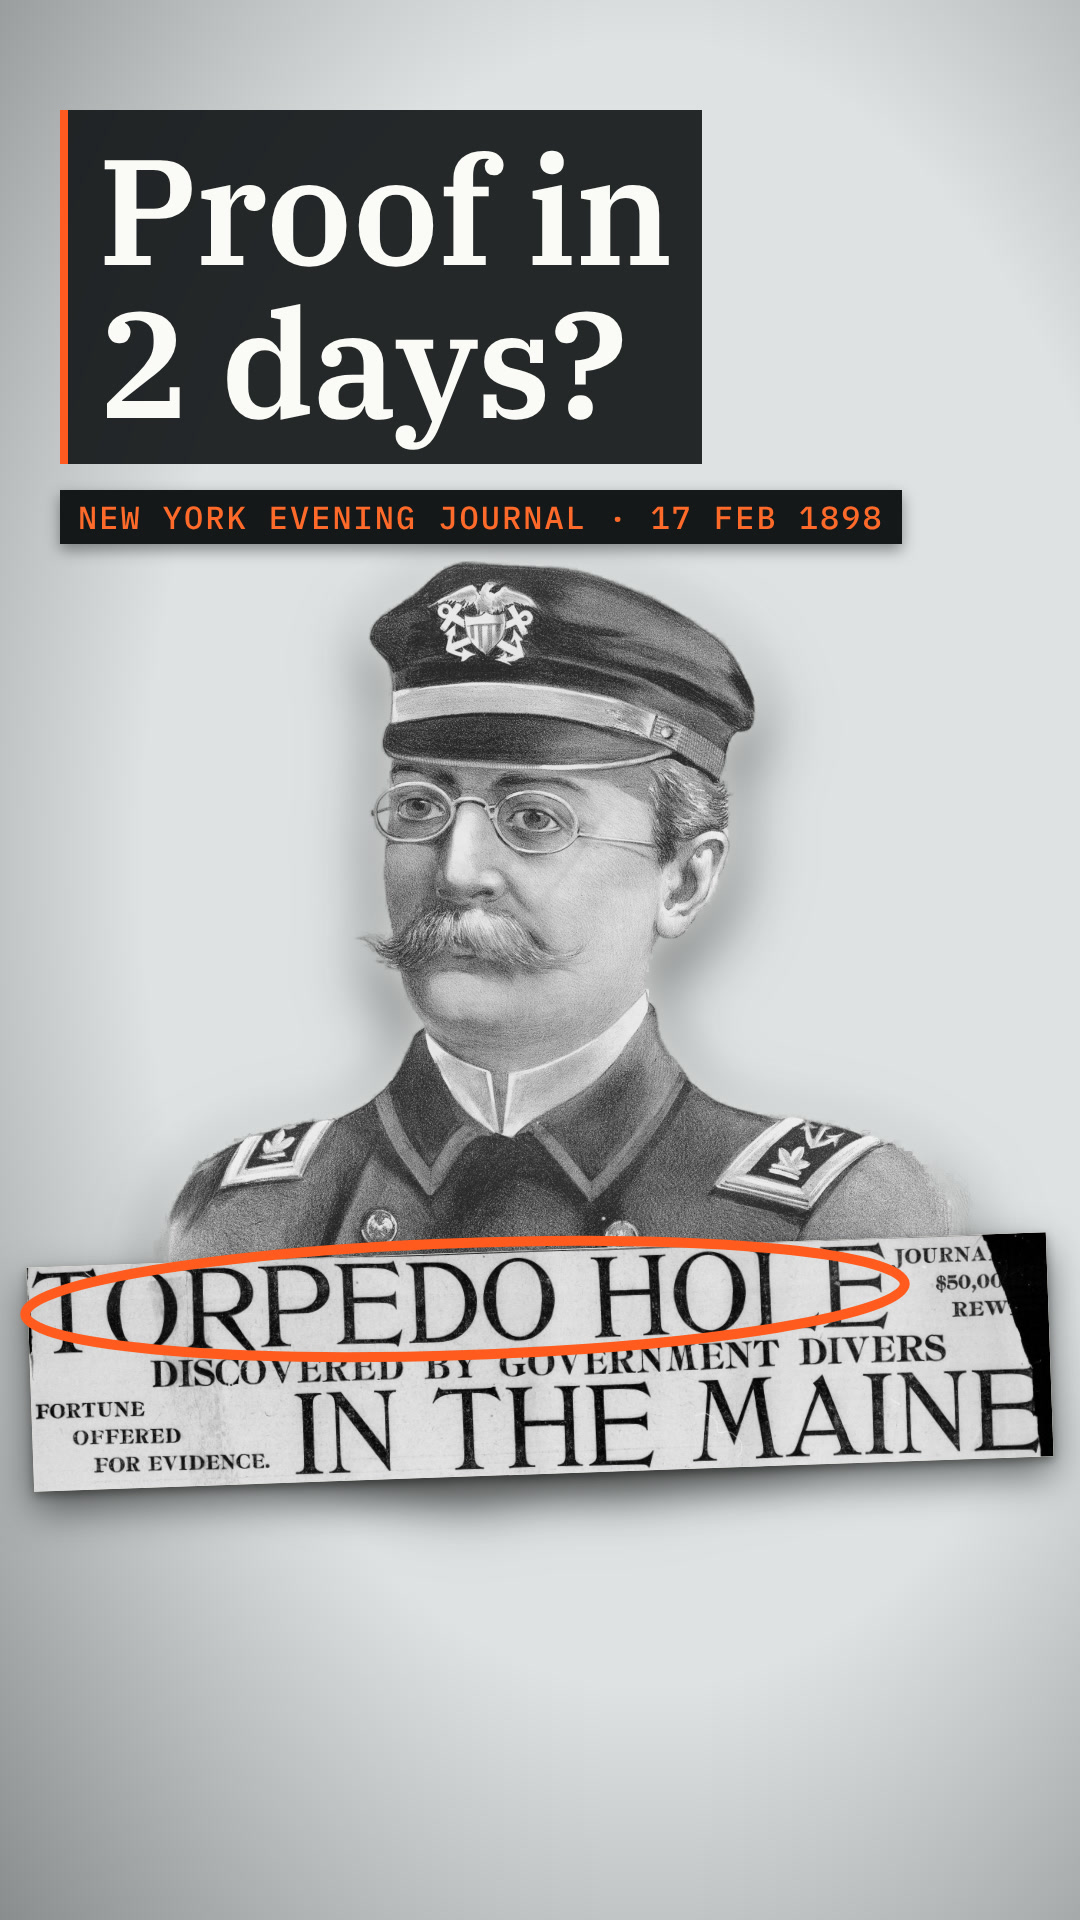 Proof in
2 days?
NEW YORK EVENING JOURNAL · 17 FEB 1898
TORPEDO HOLE
DISCOVERED BY GOVERNMENT DIVERS
IN THE MAINE
FORTUNE
OFFERED
FOR EVIDENCE.